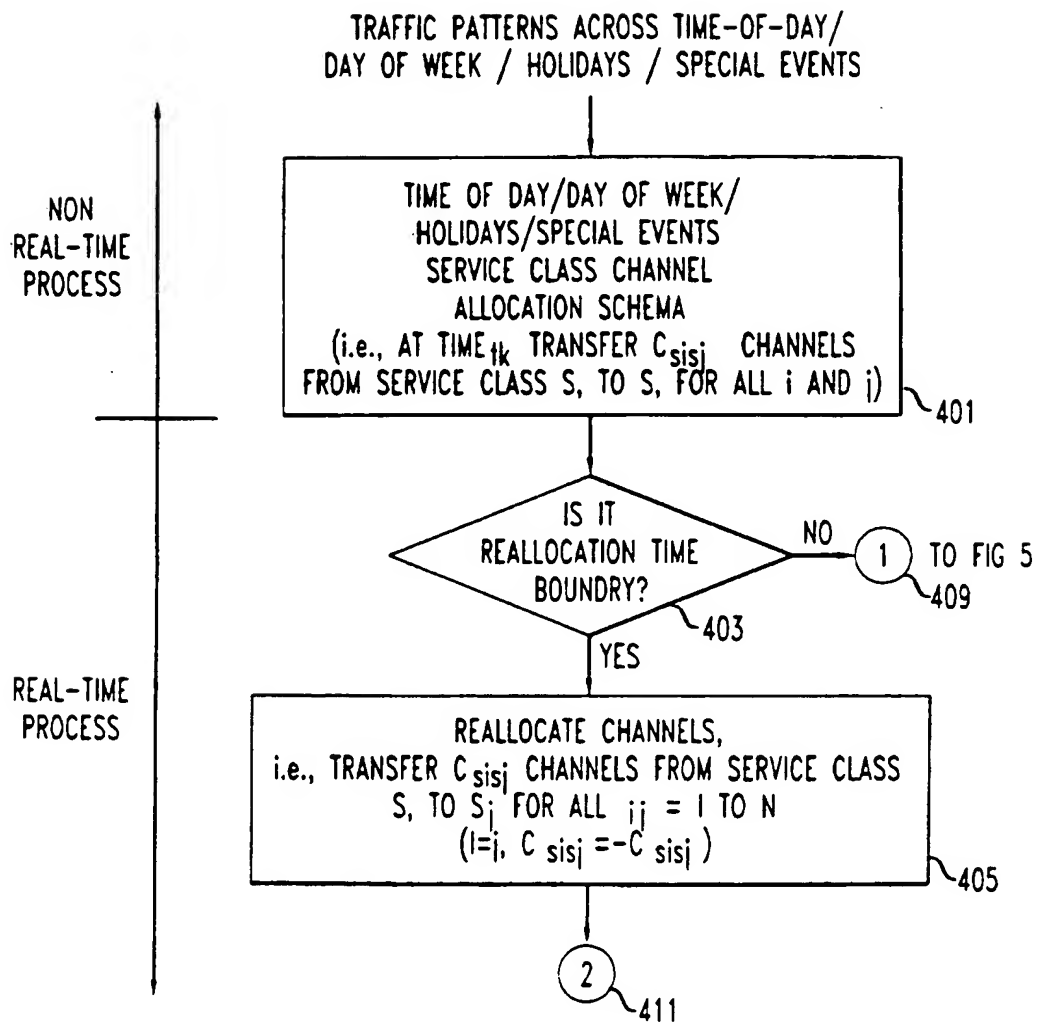 TRAFFIC PATTERNS ACROSS TIME-OF-DAY/
DAY OF WEEK / HOLIDAYS / SPECIAL EVENTS
NON
REAL-TIME
PROCESS
TIME OF DAY/DAY OF WEEK/
HOLIDAYS/SPECIAL EVENTS
SERVICE CLASS CHANNEL
ALLOCATION SCHEMA
(i.e., AT TIME tk TRANSFER C sisj CHANNELS
FROM SERVICE CLASS S, TO S, FOR ALL i AND j)
401
IS IT
REALLOCATION TIME
BOUNDRY?
403
NO
1
TO FIG 5
409
YES
REAL-TIME
PROCESS
REALLOCATE CHANNELS,
i.e., TRANSFER C sisj CHANNELS FROM SERVICE CLASS
S, TO S j FOR ALL ij = 1 TO N
(I=j, C sisj =-C sisj )
405
2
411